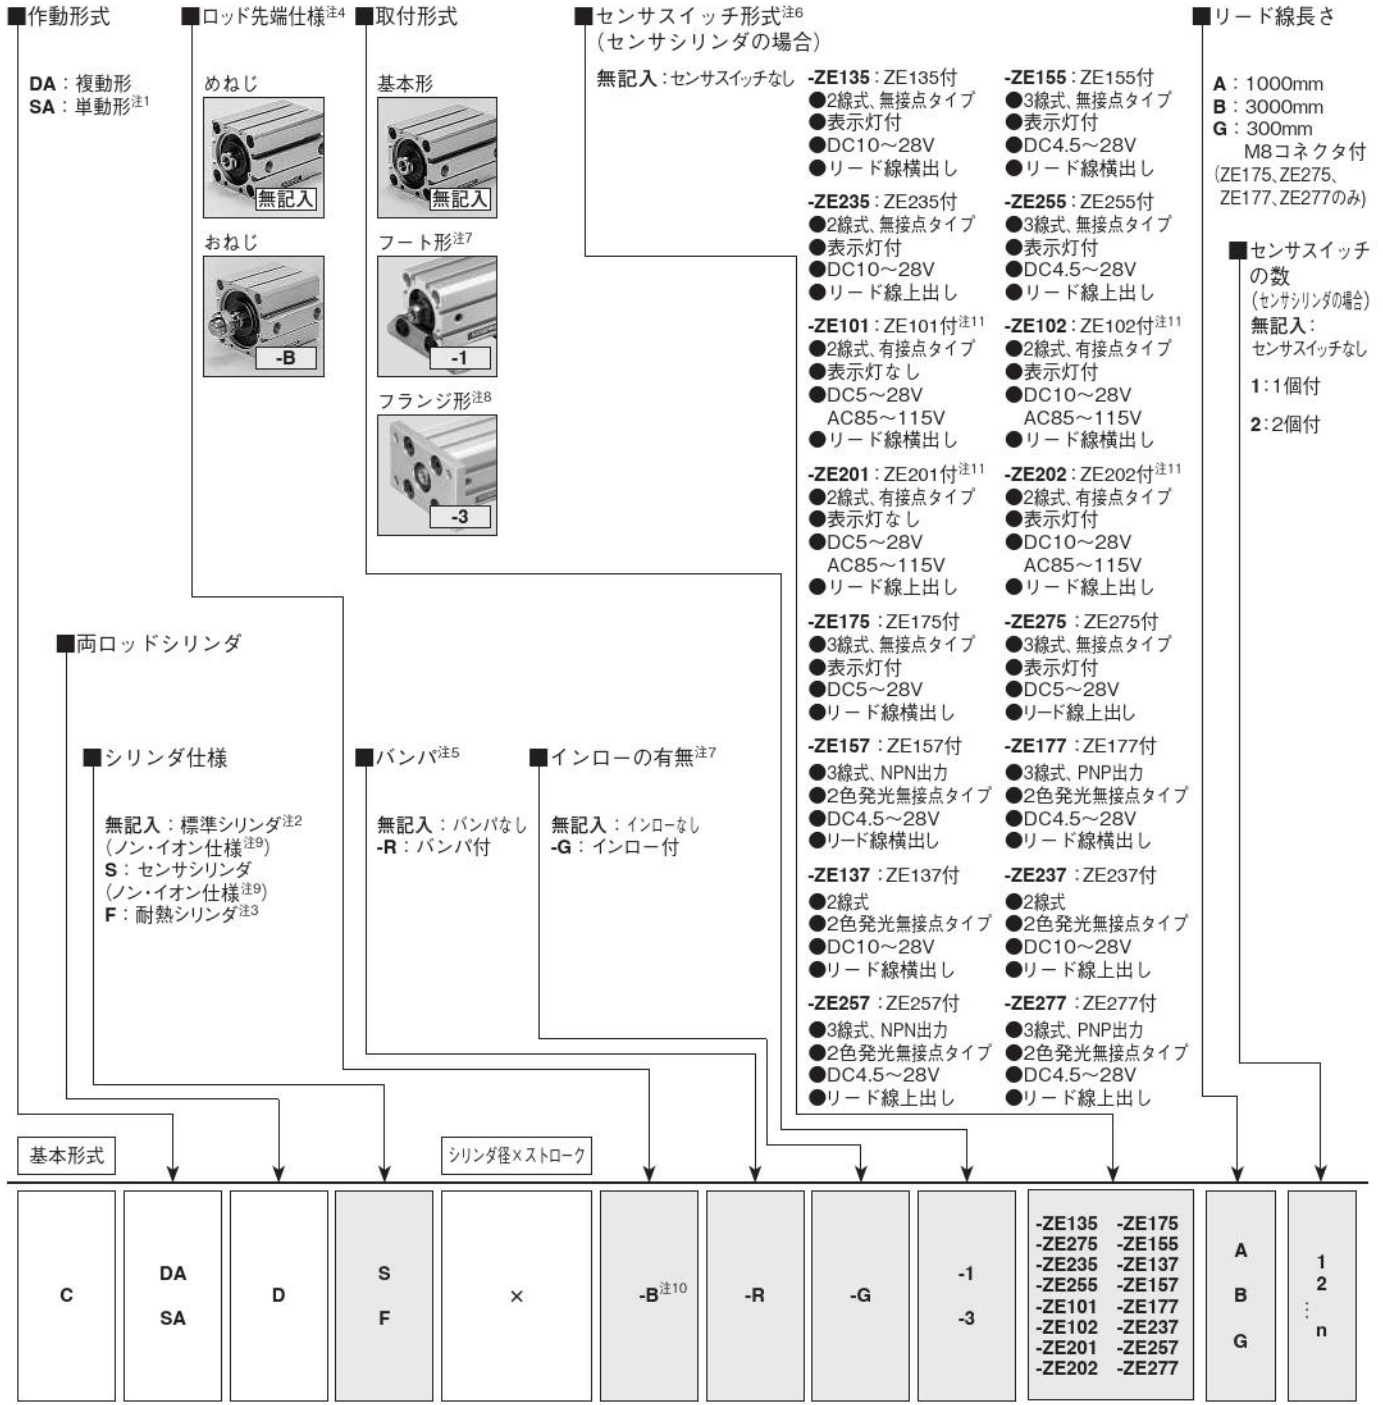 ■作動形式
DA：複動形
SA：単動形注1
■ロッド先端仕様注4
めねじ
無記入
おねじ
-B
■取付形式
基本形
無記入
フート形注7
-1
フランジ形注8
-3
■センサスイッチ形式注6
(センサシリンダの場合)
無記入：センサスイッチなし
-ZE135：ZE135付
●2線式、無接点タイプ
●表示灯付
●DC10～28V
●リード線横出し
-ZE155：ZE155付
●3線式、無接点タイプ
●表示灯付
●DC4.5～28V
●リード線横出し
-ZE235：ZE235付
●2線式、無接点タイプ
●表示灯付
●DC10～28V
●リード線上出し
-ZE255：ZE255付
●3線式、無接点タイプ
●表示灯付
●DC4.5～28V
●リード線上出し
-ZE101：ZE101付注11
●2線式、有接点タイプ
●表示灯なし
●DC5～28V
AC85～115V
●リード線横出し
-ZE102：ZE102付注11
●2線式、有接点タイプ
●表示灯付
●DC10～28V
AC85～115V
●リード線横出し
-ZE201：ZE201付注11
●2線式、有接点タイプ
●表示灯なし
●DC5～28V
AC85～115V
●リード線上出し
-ZE202：ZE202付注11
●2線式、有接点タイプ
●表示灯付
●DC10～28V
AC85～115V
●リード線上出し
-ZE175：ZE175付
●3線式、無接点タイプ
●表示灯付
●DC5～28V
●リード線横出し
-ZE275：ZE275付
●3線式、無接点タイプ
●表示灯付
●DC5～28V
●リード線上出し
-ZE157：ZE157付
●3線式、NPN出力
●2色発光無接点タイプ
●DC4.5～28V
●リード線横出し
-ZE177：ZE177付
●3線式、PNP出力
●2色発光無接点タイプ
●DC4.5～28V
●リード線横出し
-ZE137：ZE137付
●2線式
●2色発光無接点タイプ
●DC10～28V
●リード線横出し
-ZE237：ZE237付
●2線式
●2色発光無接点タイプ
●DC10～28V
●リード線上出し
-ZE257：ZE257付
●3線式、NPN出力
●2色発光無接点タイプ
●DC4.5～28V
●リード線上出し
-ZE277：ZE277付
●3線式、PNP出力
●2色発光無接点タイプ
●DC4.5～28V
●リード線上出し
■リード線長さ
A：1000mm
B：3000mm
G：300mm
M8コネクタ付
(ZE175、ZE275、
ZE177、ZE277のみ)
■センサスイッチ
の数
(センサシリンダの場合)
無記入：
センサスイッチなし
1：1個付
2：2個付
■両ロッドシリンダ
■シリンダ仕様
無記入：標準シリンダ注2
(ノン・イオン仕様注9)
S：センサシリンダ
(ノン・イオン仕様注9)
F：耐熱シリンダ注3
■バンパ注5
無記入：バンパなし
-R：バンパ付
■インローの有無注7
無記入：インローなし
-G：インロー付
基本形式
シリンダ径×ストローク
C
DA
SA
D
S
F
×
-B注10
-R
-G
-1
-3
-ZE135 -ZE175
-ZE275 -ZE155
-ZE235 -ZE137
-ZE255 -ZE157
-ZE101 -ZE177
-ZE102 -ZE237
-ZE201 -ZE257
-ZE202 -ZE277
A
B
G
1
2
…
n